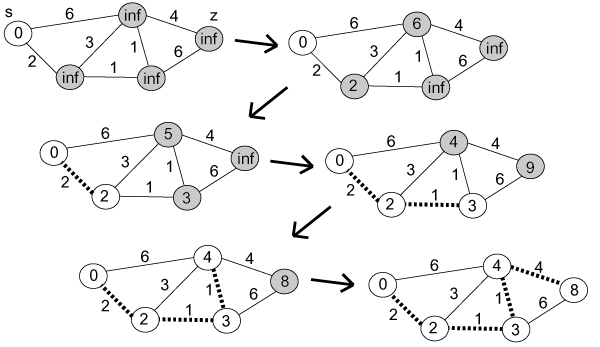 s 6 4 z
0 inf inf
2 3 1 6
inf 1 inf
6 4
0 6 inf
2 3 1 6
2 1 inf
6 4
0 5 inf
2 3 1 6
2 1 3
6 4
0 4 9
2 3 1 6
2 1 3
6 4
0 4 8
2 3 1 6
2 1 3
6 4
0 4 8
2 3 1 6
2 1 3